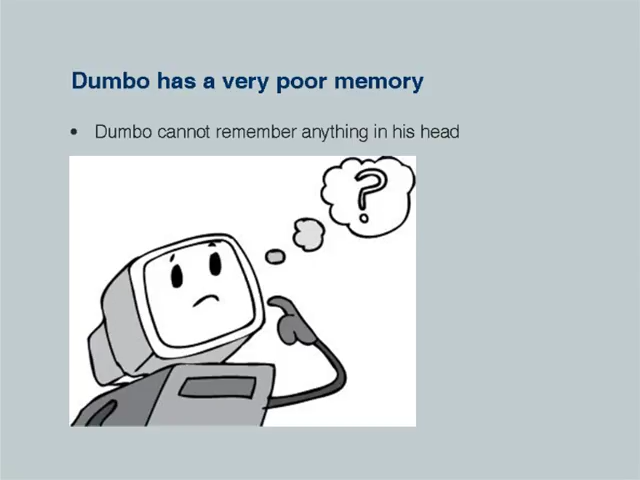 Dumbo has a very poor memory
• Dumbo cannot remember anything in his head
?